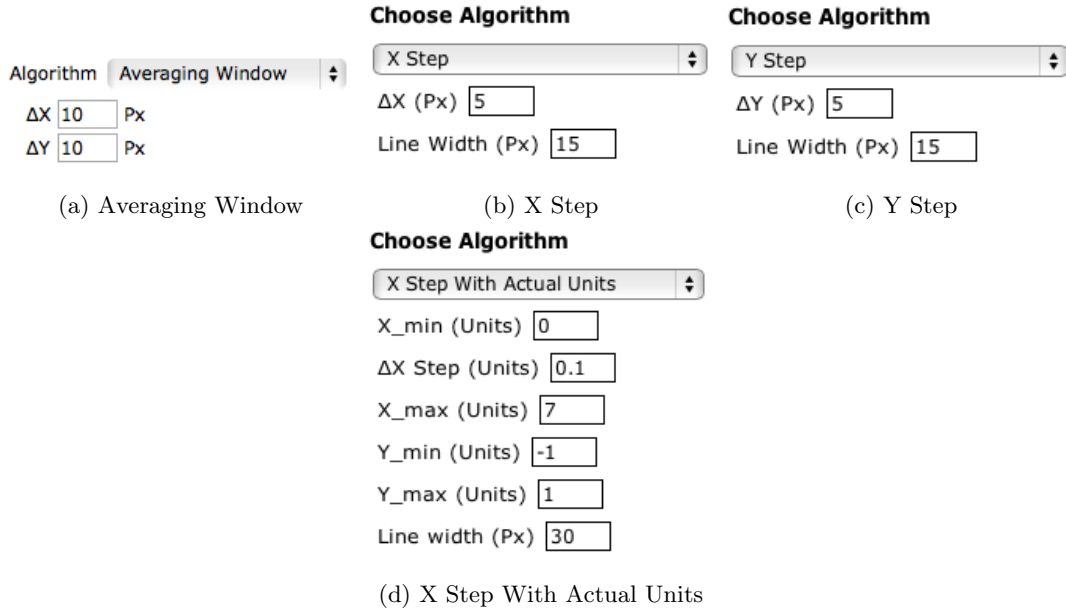 Algorithm Averaging Window
ΔX 10 Px
ΔY 10 Px
(a) Averaging Window
Choose Algorithm
X Step
ΔX (Px) 5
Line Width (Px) 15
(b) X Step
Choose Algorithm
Y Step
ΔY (Px) 5
Line Width (Px) 15
(c) Y Step
Choose Algorithm
X Step With Actual Units
X_min (Units) 0
ΔX Step (Units) 0.1
X_max (Units) 7
Y_min (Units) -1
Y_max (Units) 1
Line width (Px) 30
(d) X Step With Actual Units